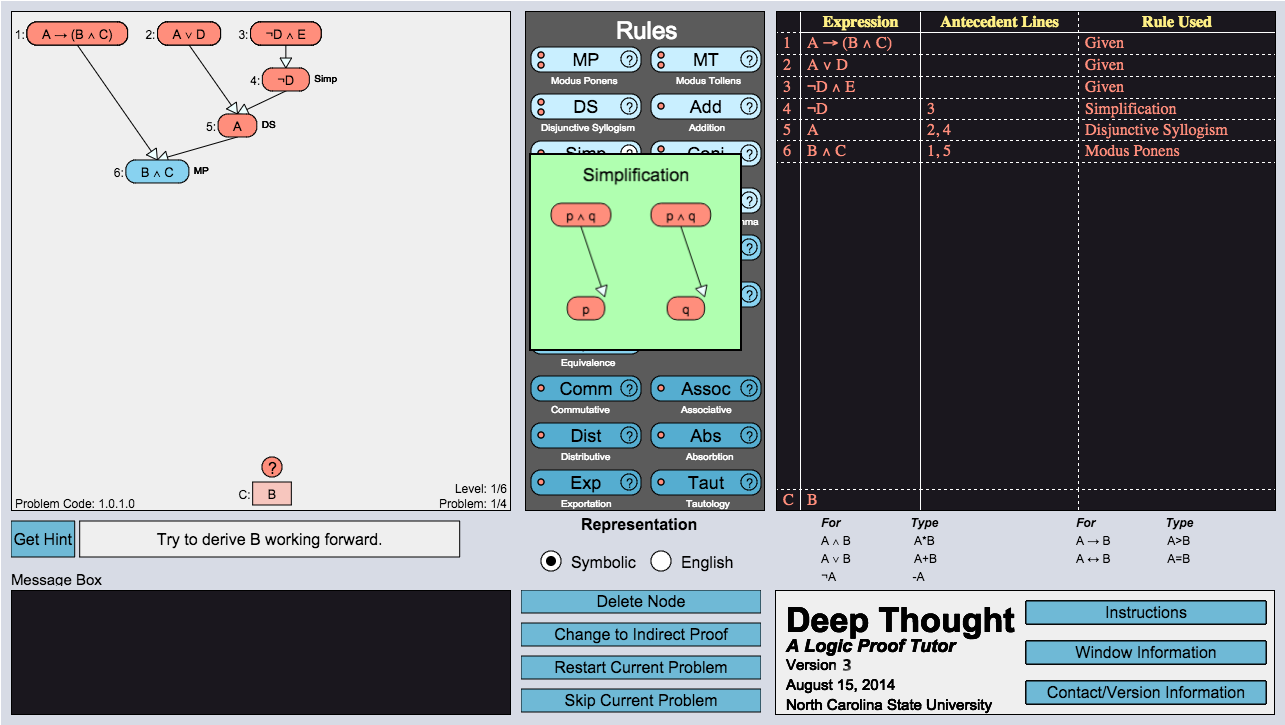 1: A → (B ∧ C)
2: A ∨ D
3: ¬D ∧ E
4: ¬D Simp
5: A DS
6: B ∧ C MP
?
C: B
Problem Code: 1.0.1.0
Level: 1/6
Problem: 1/4
Get Hint
Try to derive B working forward.
Message Box
Rules
MP ? MT ?
Modus Ponens Modus Tollens
DS ? Add ?
Disjunctive Syllogism Addition
Simp ? Conj ?
Simplification
p ∧ q p ∧ q
p q
?
?
?
Equivalence
Comm ? Assoc ?
Commutative Associative
Dist ? Abs ?
Distributive Absorbtion
Exp ? Taut ?
Exportation Tautology
Representation
Symbolic English
Delete Node
Change to Indirect Proof
Restart Current Problem
Skip Current Problem
Expression Antecedent Lines Rule Used
1 A → (B ∧ C) Given
2 A ∨ D Given
3 ¬D ∧ E Given
4 ¬D 3 Simplification
5 A 2, 4 Disjunctive Syllogism
6 B ∧ C 1, 5 Modus Ponens
C B
For Type For Type
A ∧ B A*B A → B A>B
A ∨ B A+B A ↔ B A=B
¬A -A
Deep Thought
A Logic Proof Tutor
Version 3
August 15, 2014
North Carolina State University
Instructions
Window Information
Contact/Version Information